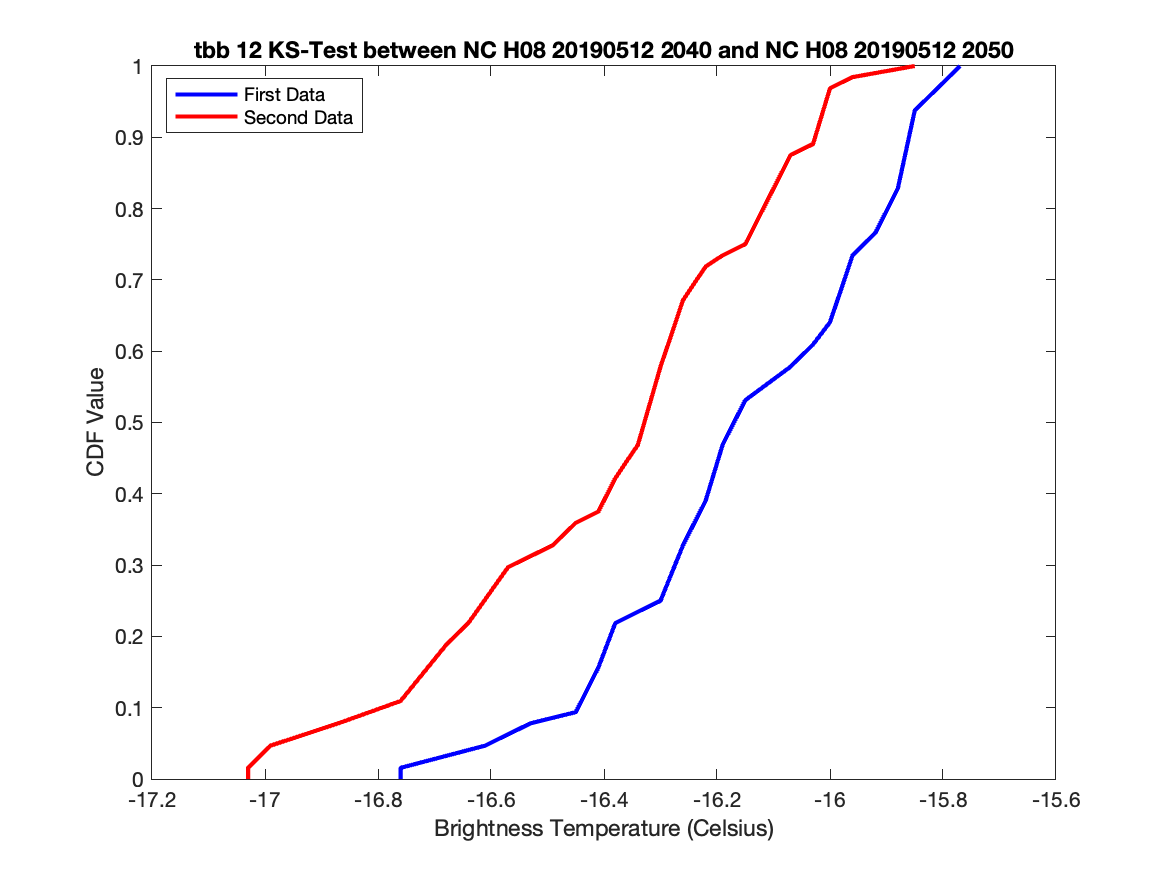 tbb 12 KS-Test between NC H08 20190512 2040 and NC H08 20190512 2050
First Data
Second Data
1
0.9
0.8
0.7
0.6
0.5
0.4
0.3
0.2
0.1
0
CDF Value
-17.2 -17 -16.8 -16.6 -16.4 -16.2 -16 -15.8 -15.6
Brightness Temperature (Celsius)